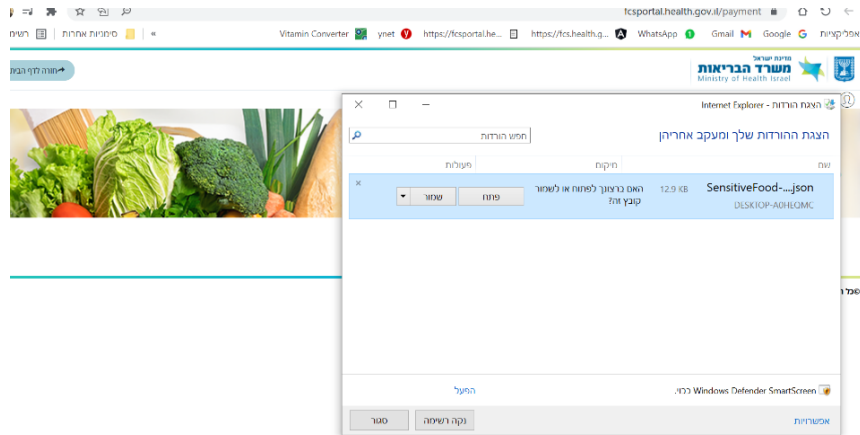 fcsportal.health.gov.il/payment
אפליקציות Google Gmail WhatsApp https://fcs.health.g... https://fcsportal.he... ynet Vitamin Converter » סימניות אחרות
מדינת ישראל
משרד הבריאות
Ministry of Health Israel
חזרה לדף הבית
הצגת הורדות - Internet Explorer
הצגת ההורדות שלך ומעקב אחריהן
חפש הורדות
שם מיקום פעולות
SensitiveFood-....json 12.9 KB האם ברצונך לפתוח או לשמור פתח שמור
DESKTOP-A0HEQMC קובץ זה?
Windows Defender SmartScreen כבוי. הפעל
אפשרויות נקה רשימה סגור